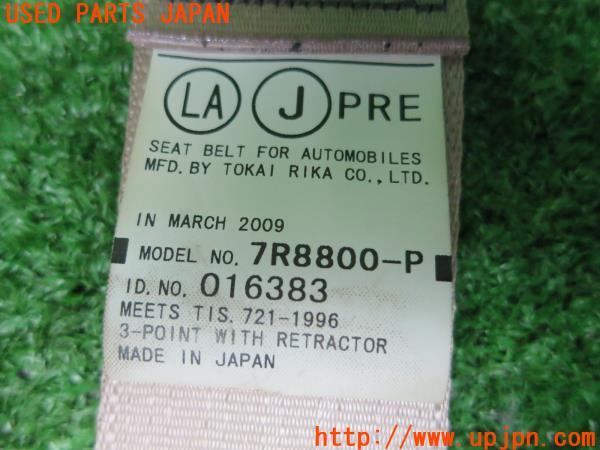 USED PARTS JAPAN
LA J PRE
SEAT BELT FOR AUTOMOBILES
MFD. BY TOKAI RIKA CO., LTD.
IN MARCH 2009
MODEL NO. 7R8800-P
ID. NO. 016383
MEETS TIS. 721-1996
3-POINT WITH RETRACTOR
MADE IN JAPAN
http://www.upjpn.com